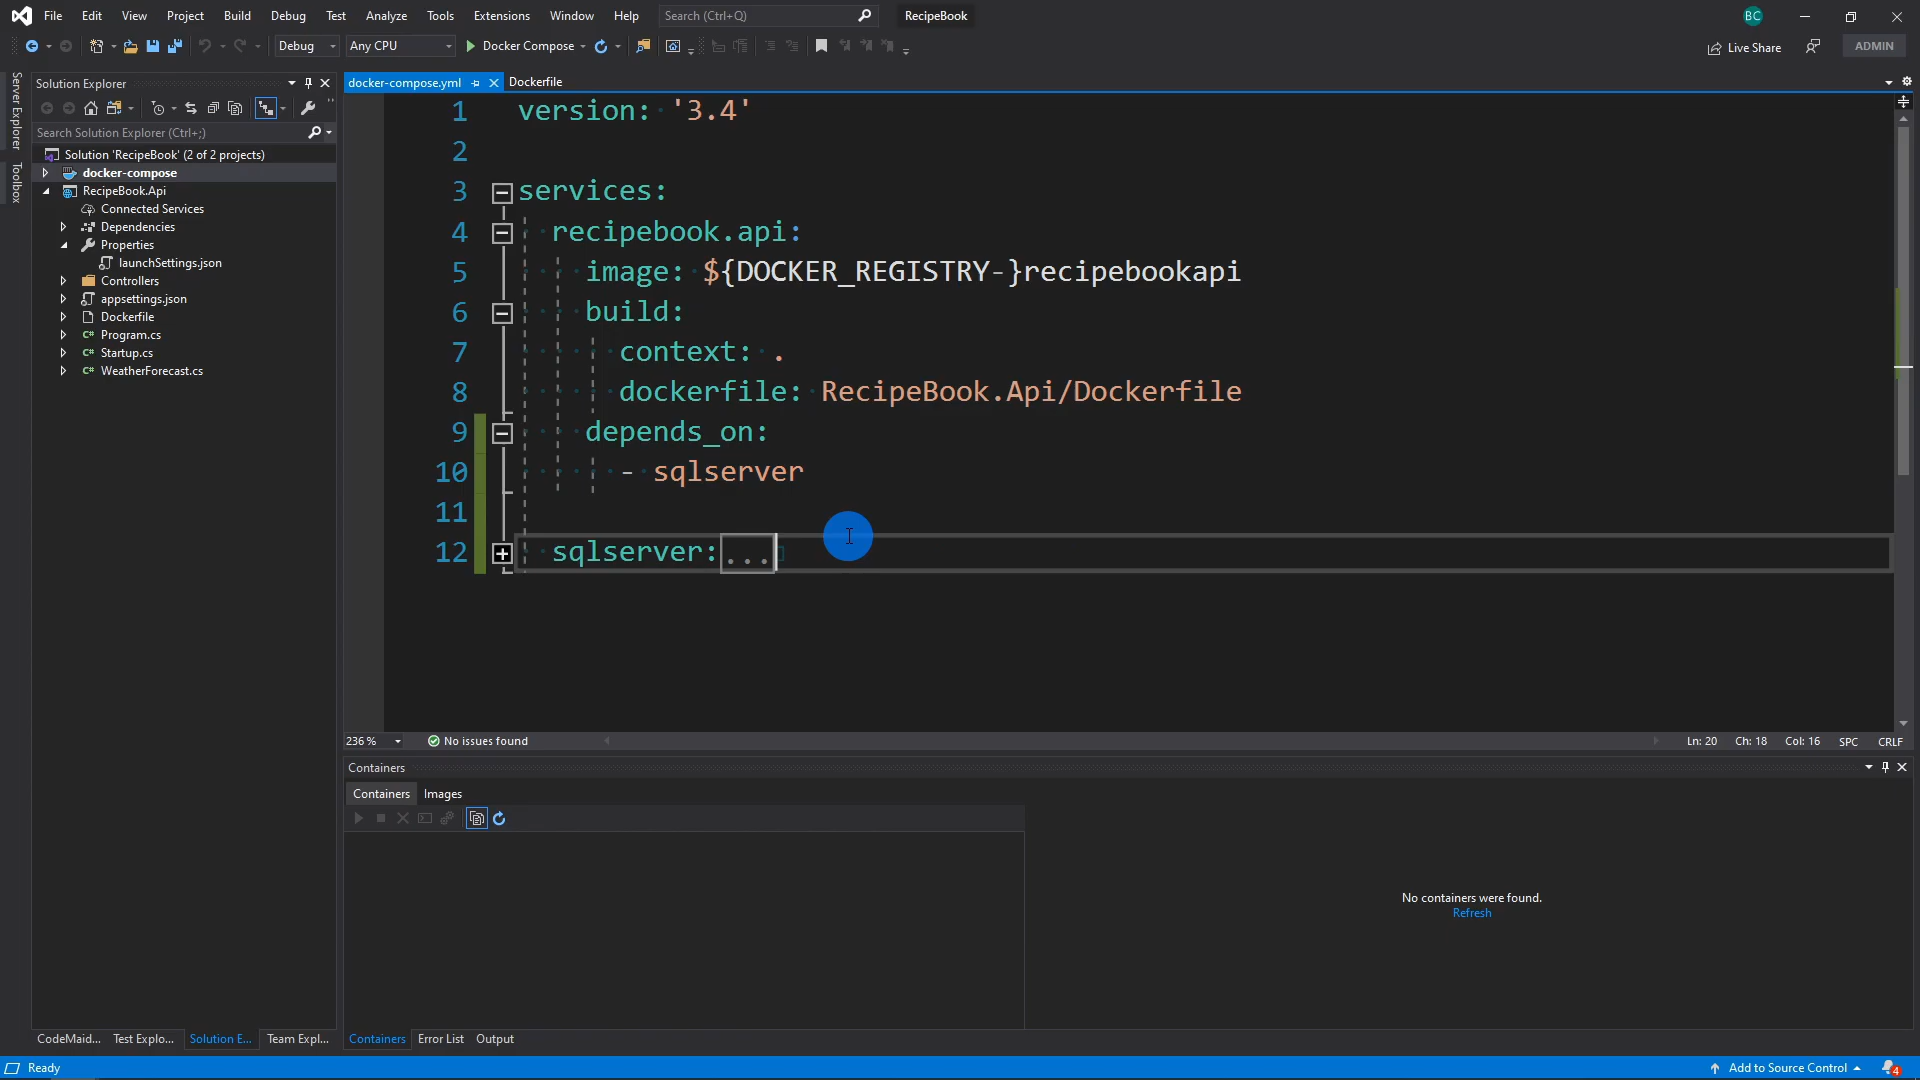 File Edit View Project Build Debug Test Analyze Tools Extensions Window Help Search (Ctrl+Q) RecipeBook BC
Debug Any CPU Docker Compose Live Share ADMIN
Server Explorer
Toolbox
Solution Explorer
Search Solution Explorer (Ctrl+;)
Solution 'RecipeBook' (2 of 2 projects)
docker-compose
RecipeBook.Api
Connected Services
Dependencies
Properties
launchSettings.json
Controllers
appsettings.json
Dockerfile
Program.cs
Startup.cs
WeatherForecast.cs
CodeMaid... Test Explo... Solution E... Team Expl...
docker-compose.yml Dockerfile
1 version: '3.4'
2
3 services:
4 recipebook.api:
5 image: ${DOCKER_REGISTRY-}recipebookapi
6 build:
7 context: .
8 dockerfile: RecipeBook.Api/Dockerfile
9 depends_on:
10 - sqlserver
11
12 sqlserver:...
236 % No issues found Ln: 20 Ch: 18 Col: 16 SPC CRLF
Containers
Containers Images
No containers were found.
Refresh
Containers Error List Output
Ready Add to Source Control 4